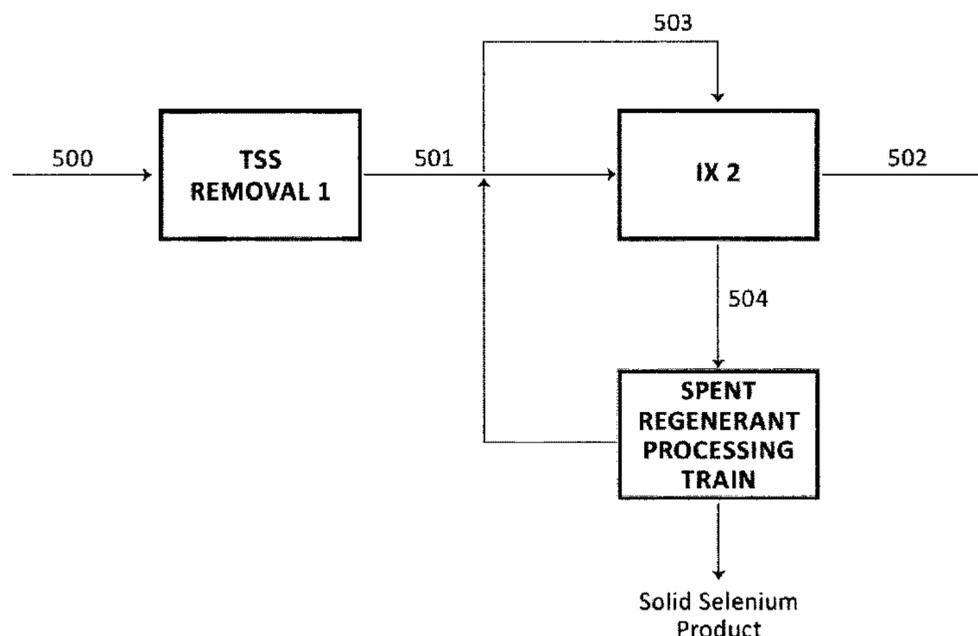 503
500
TSS
REMOVAL 1
501
IX 2
502
504
SPENT
REGENERANT
PROCESSING
TRAIN
Solid Selenium
Product